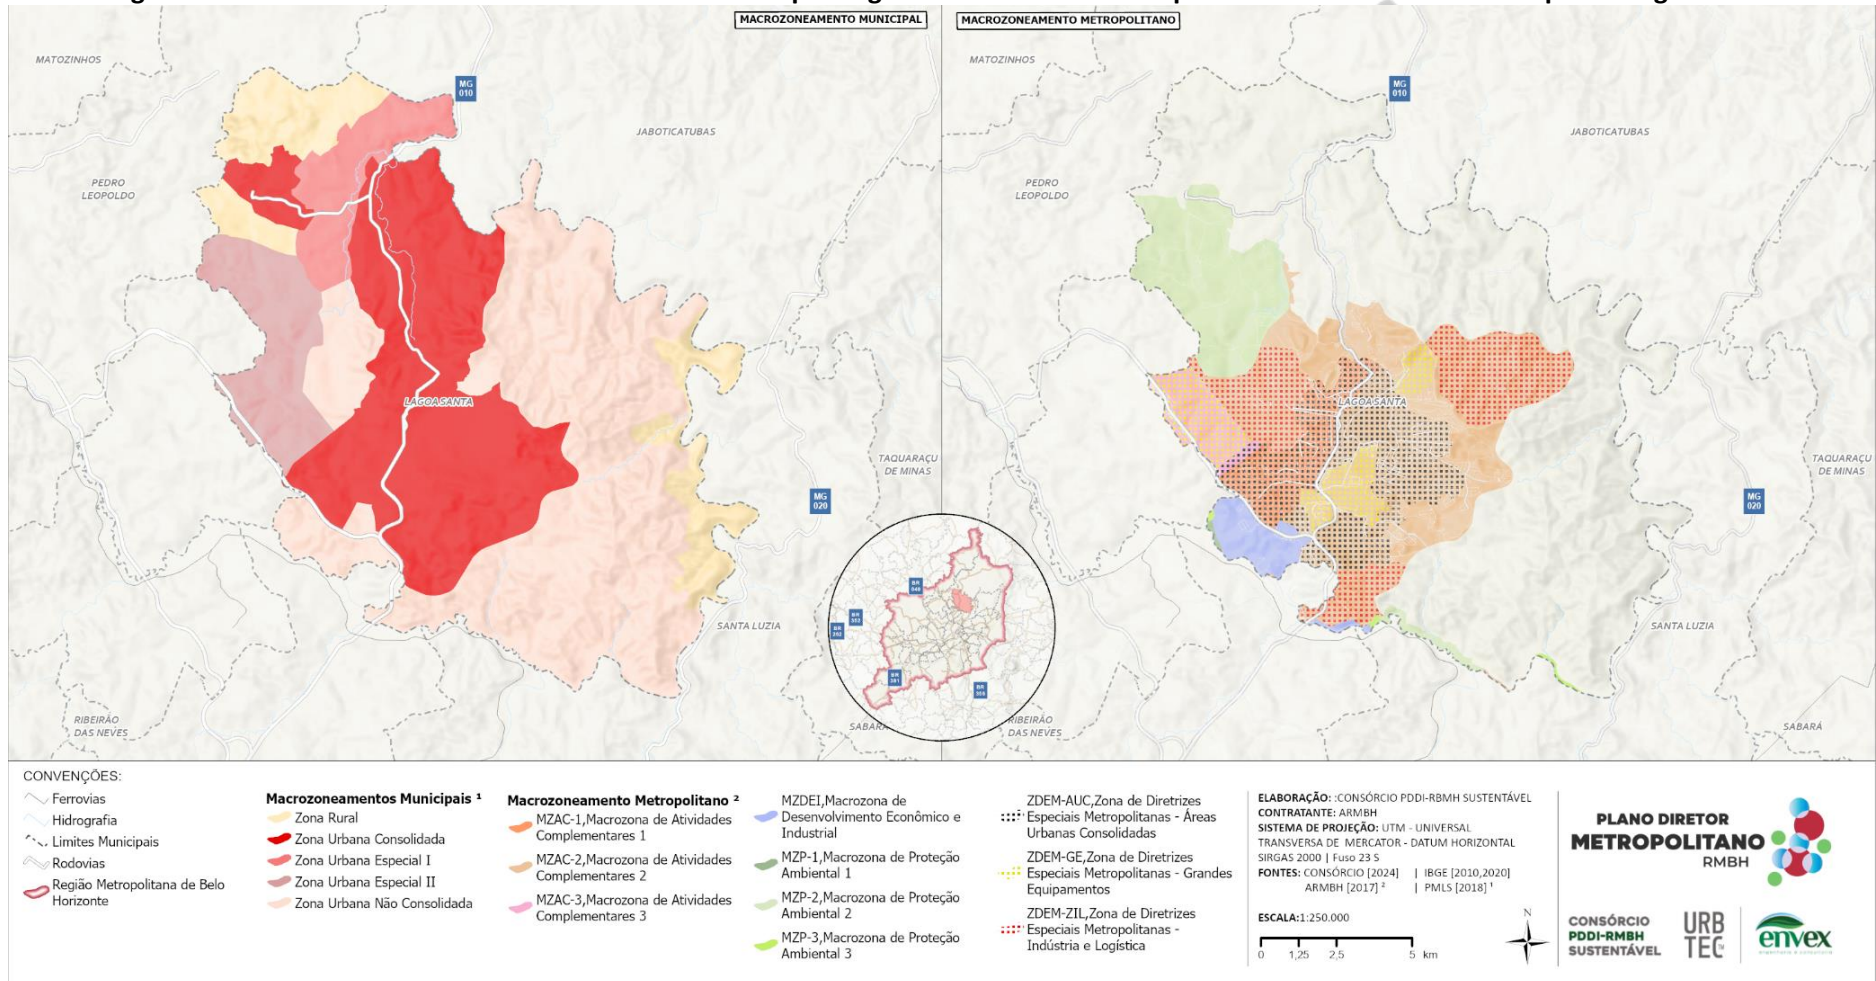 MACROZONEAMENTO MUNICIPAL
MACROZONEAMENTO METROPOLITANO
MATOZINHOS
MG
010
JABOTICATUBAS
PEDRO
LEOPOLDO
LAGOA SANTA
TAQUARAÇU
DE MINAS
MG
020
SANTA LUZIA
RIBEIRÃO
DAS NEVES
SABARÁ
MATOZINHOS
MG
010
JABOTICATUBAS
PEDRO
LEOPOLDO
LAGOA SANTA
TAQUARAÇU
DE MINAS
MG
020
SANTA LUZIA
RIBEIRÃO
DAS NEVES
SABARÁ
BR
040
BR
381
CONVENÇÕES:
Ferrovias
Hidrografia
Limites Municipais
Rodovias
Região Metropolitana de Belo
Horizonte
Macrozoneamentos Municipais ¹
Zona Rural
Zona Urbana Consolidada
Zona Urbana Especial I
Zona Urbana Especial II
Zona Urbana Não Consolidada
Macrozoneamento Metropolitano ²
MZAC-1,Macrozona de Atividades
Complementares 1
MZAC-2,Macrozona de Atividades
Complementares 2
MZAC-3,Macrozona de Atividades
Complementares 3
MZDEI,Macrozona de
Desenvolvimento Econômico e
Industrial
MZP-1,Macrozona de Proteção
Ambiental 1
MZP-2,Macrozona de Proteção
Ambiental 2
MZP-3,Macrozona de Proteção
Ambiental 3
ZDEM-AUC,Zona de Diretrizes
Especiais Metropolitanas - Áreas
Urbanas Consolidadas
ZDEM-GE,Zona de Diretrizes
Especiais Metropolitanas - Grandes
Equipamentos
ZDEM-ZIL,Zona de Diretrizes
Especiais Metropolitanas -
Indústria e Logística
ELABORAÇÃO: :CONSÓRCIO PDDI-RBMH SUSTENTÁVEL
CONTRATANTE: ARMBH
SISTEMA DE PROJEÇÃO: UTM - UNIVERSAL
TRANSVERSA DE MERCATOR - DATUM HORIZONTAL
SIRGAS 2000 | Fuso 23 S
FONTES: CONSÓRCIO [2024] | IBGE [2010,2020]
ARMBH [2017] ² | PMLS [2018] ¹
ESCALA:1:250.000
0 1,25 2,5 5 km
N
PLANO DIRETOR
METROPOLITANO
RMBH
CONSÓRCIO
PDDI-RMBH
SUSTENTÁVEL
URB
TEC
envex